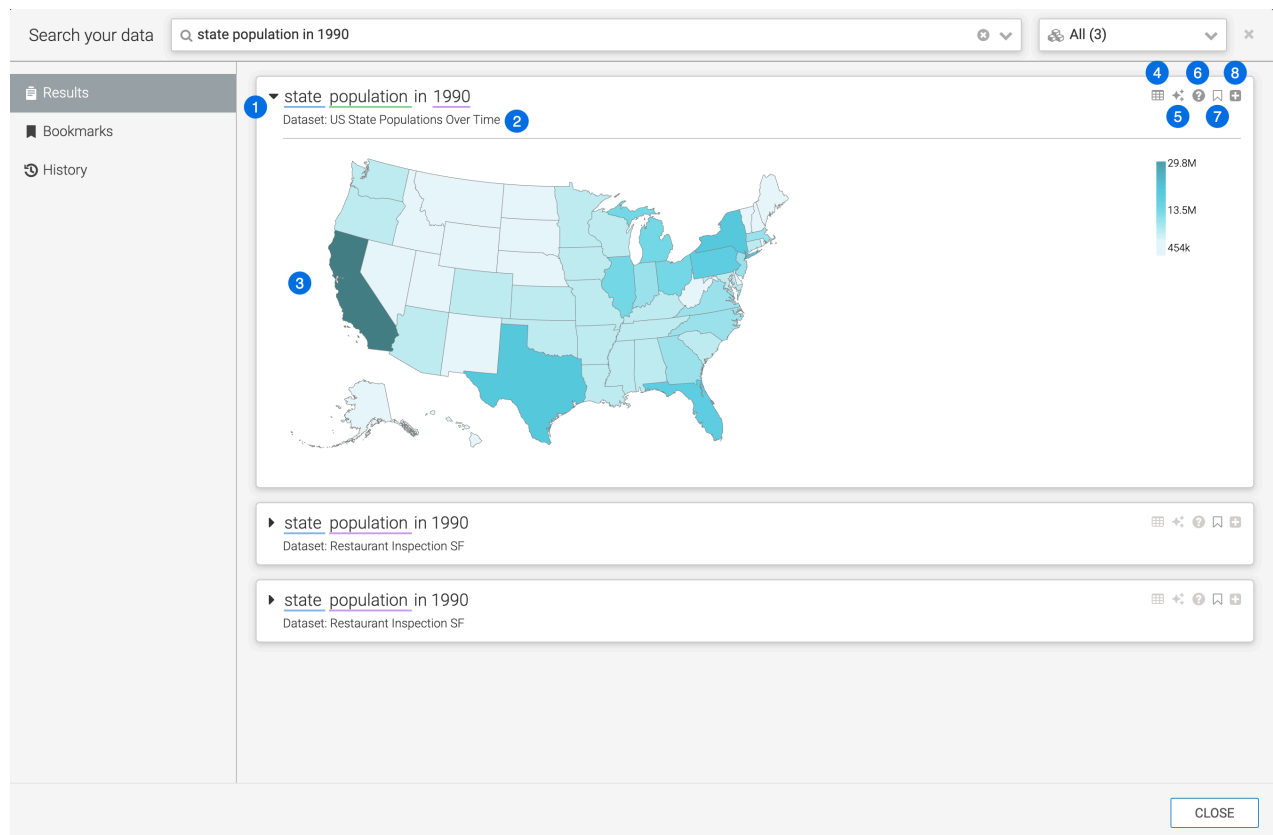 Search your data
state population in 1990
All (3)
Results
Bookmarks
History
4
6
8
1
state population in 1990
5
7
Dataset: US State Populations Over Time
2
29.8M
13.5M
454k
3
state population in 1990
Dataset: Restaurant Inspection SF
state population in 1990
Dataset: Restaurant Inspection SF
CLOSE